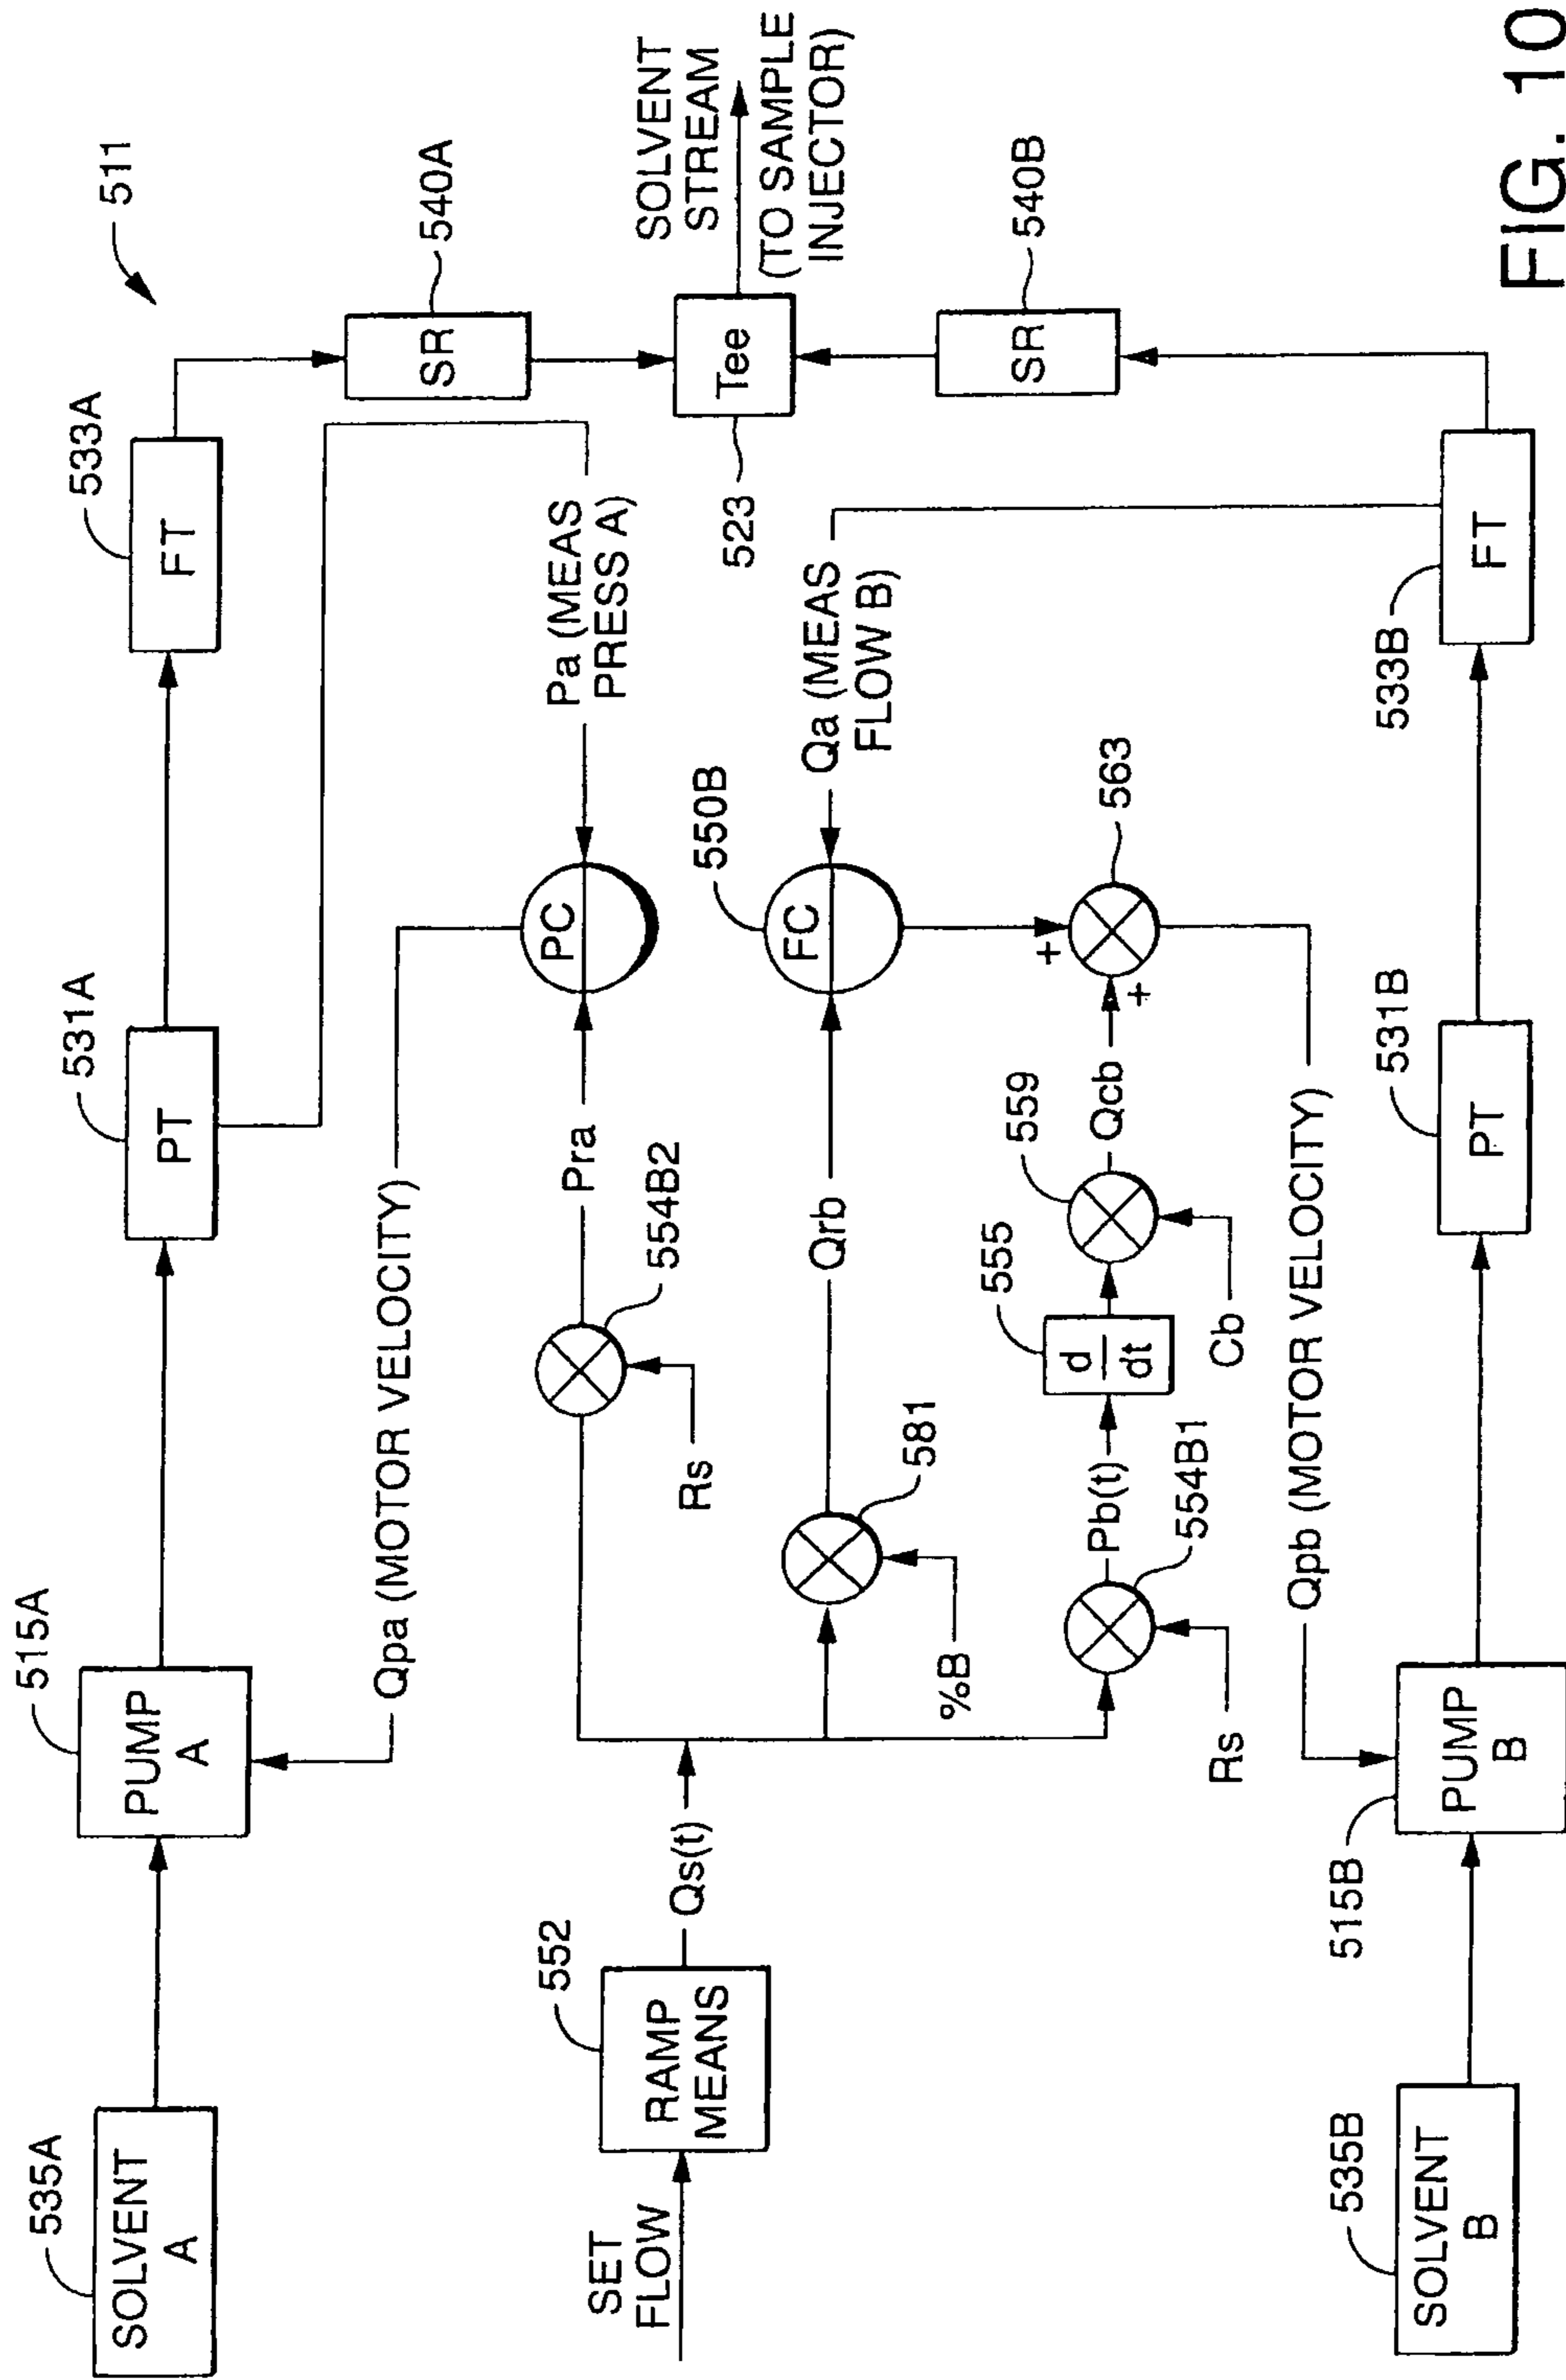 511
535A
SOLVENT
A
515A
PUMP
A
531A
PT
533A
FT
540A
SR
Qpa (MOTOR VELOCITY)
Pa (MEAS
PRESS A)
PC
Pra
554B2
Rs
SET
FLOW
552
RAMP
MEANS
Qs(t)
581
%B
Qrb
550B
FC
Qa (MEAS
FLOW B)
523
Tee
SOLVENT
STREAM
(TO SAMPLE
INJECTOR)
554B1
Rs
Pb(t)
555
d
dt
559
Cb
Qcb
+
+
563
Qpb (MOTOR VELOCITY)
535B
SOLVENT
B
515B
PUMP
B
531B
PT
533B
FT
540B
SR
FIG. 10